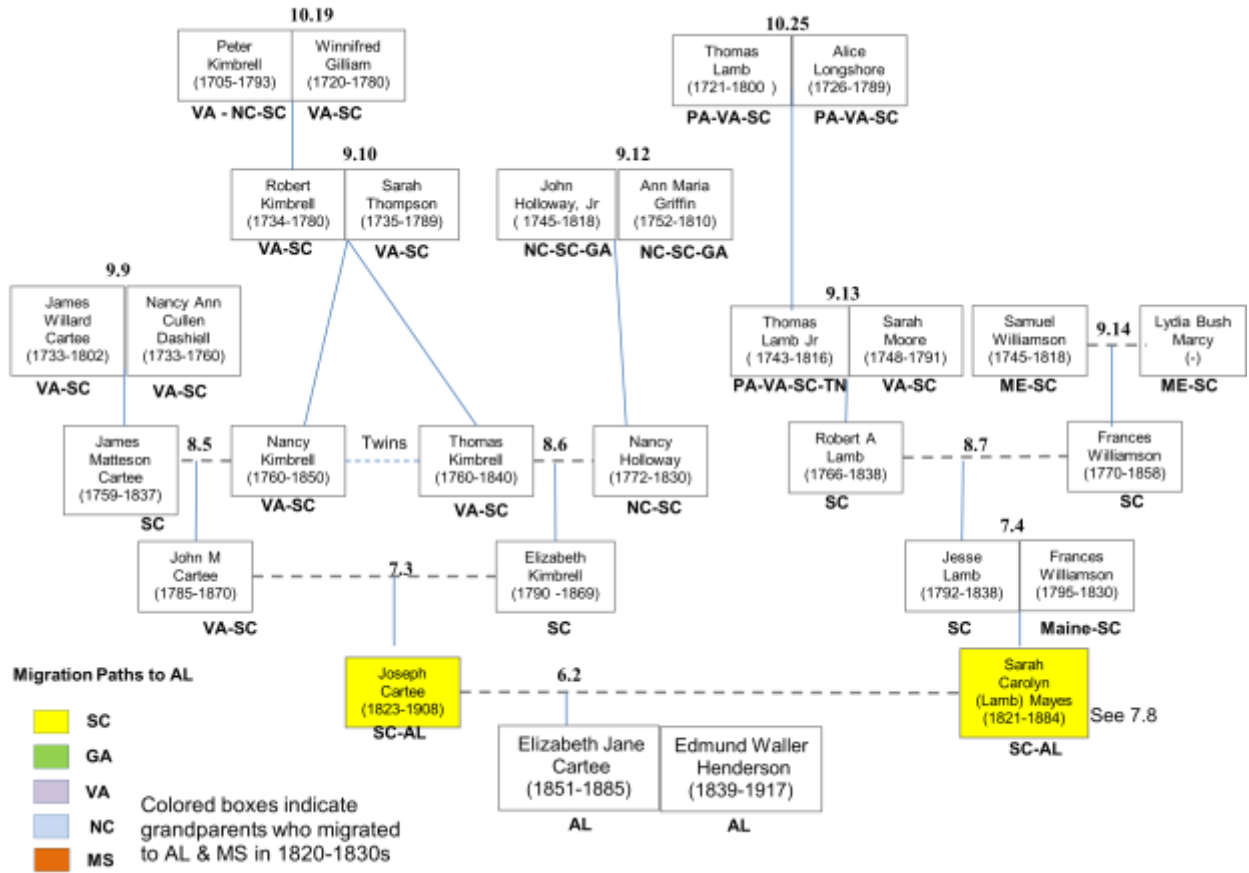 10.19
Peter
Kimbrell
(1705-1793)
Winnifred
Gilliam
(1720-1780)
VA - NC-SC
VA-SC
10.25
Thomas
Lamb
(1721-1800 )
Alice
Longshore
(1726-1789)
PA-VA-SC
PA-VA-SC
9.10
Robert
Kimbrell
(1734-1780)
Sarah
Thompson
(1735-1789)
VA-SC
VA-SC
9.12
John
Holloway, Jr
( 1745-1818)
Ann Maria
Griffin
(1752-1810)
NC-SC-GA
NC-SC-GA
9.9
James
Willard
Cartee
(1733-1802)
Nancy Ann
Cullen
Dashiell
(1733-1760)
VA-SC
VA-SC
9.13
Thomas
Lamb Jr
( 1743-1816)
Sarah
Moore
(1748-1791)
PA-VA-SC-TN
VA-SC
Samuel
Williamson
(1745-1818)
ME-SC
9.14
Lydia Bush
Marcy
(-)
ME-SC
James
Matteson
Cartee
(1759-1837)
SC
8.5
Nancy
Kimbrell
(1760-1850)
VA-SC
Twins
Thomas
Kimbrell
(1760-1840)
VA-SC
8.6
Nancy
Holloway
(1772-1830)
NC-SC
Robert A
Lamb
(1766-1838)
SC
8.7
Frances
Williamson
(1770-1858)
SC
John M
Cartee
(1785-1870)
VA-SC
7.3
Elizabeth
Kimbrell
(1790 -1869)
SC
7.4
Jesse
Lamb
(1792-1838)
Frances
Williamson
(1795-1830)
SC
Maine-SC
Joseph
Cartee
(1823-1908)
SC-AL
6.2
Sarah
Carolyn
(Lamb) Mayes
(1821-1884)
See 7.8
SC-AL
Elizabeth Jane
Cartee
(1851-1885)
Edmund Waller
Henderson
(1839-1917)
AL
AL
Migration Paths to AL
SC
GA
VA
NC
MS
Colored boxes indicate
grandparents who migrated
to AL & MS in 1820-1830s